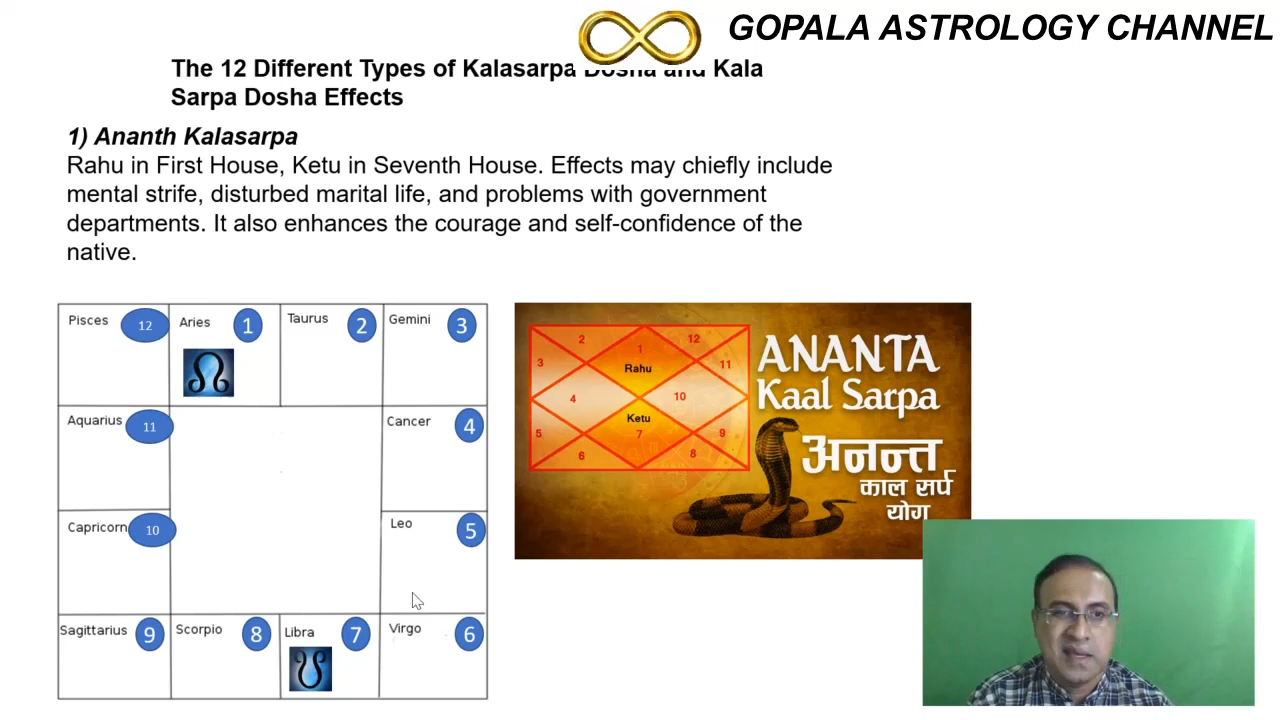 GOPALA ASTROLOGY CHANNEL
The 12 Different Types of Kalasarpa Dosha and Kala
Sarpa Dosha Effects
1) Ananth Kalasarpa
Rahu in First House, Ketu in Seventh House. Effects may chiefly include
mental strife, disturbed marital life, and problems with government
departments. It also enhances the courage and self-confidence of the
native.
Pisces 12 Aries 1 Taurus 2 Gemini 3
Aquarius 11 Cancer 4
Capricorn 10 Leo 5
Sagittarius 9 Scorpio 8 Libra 7 Virgo 6
2 12
3 1 11
Rahu
4 10
Ketu
5 7 9
6 8
ANANTA
Kaal Sarpa
अनन्त
काल सर्प
योग